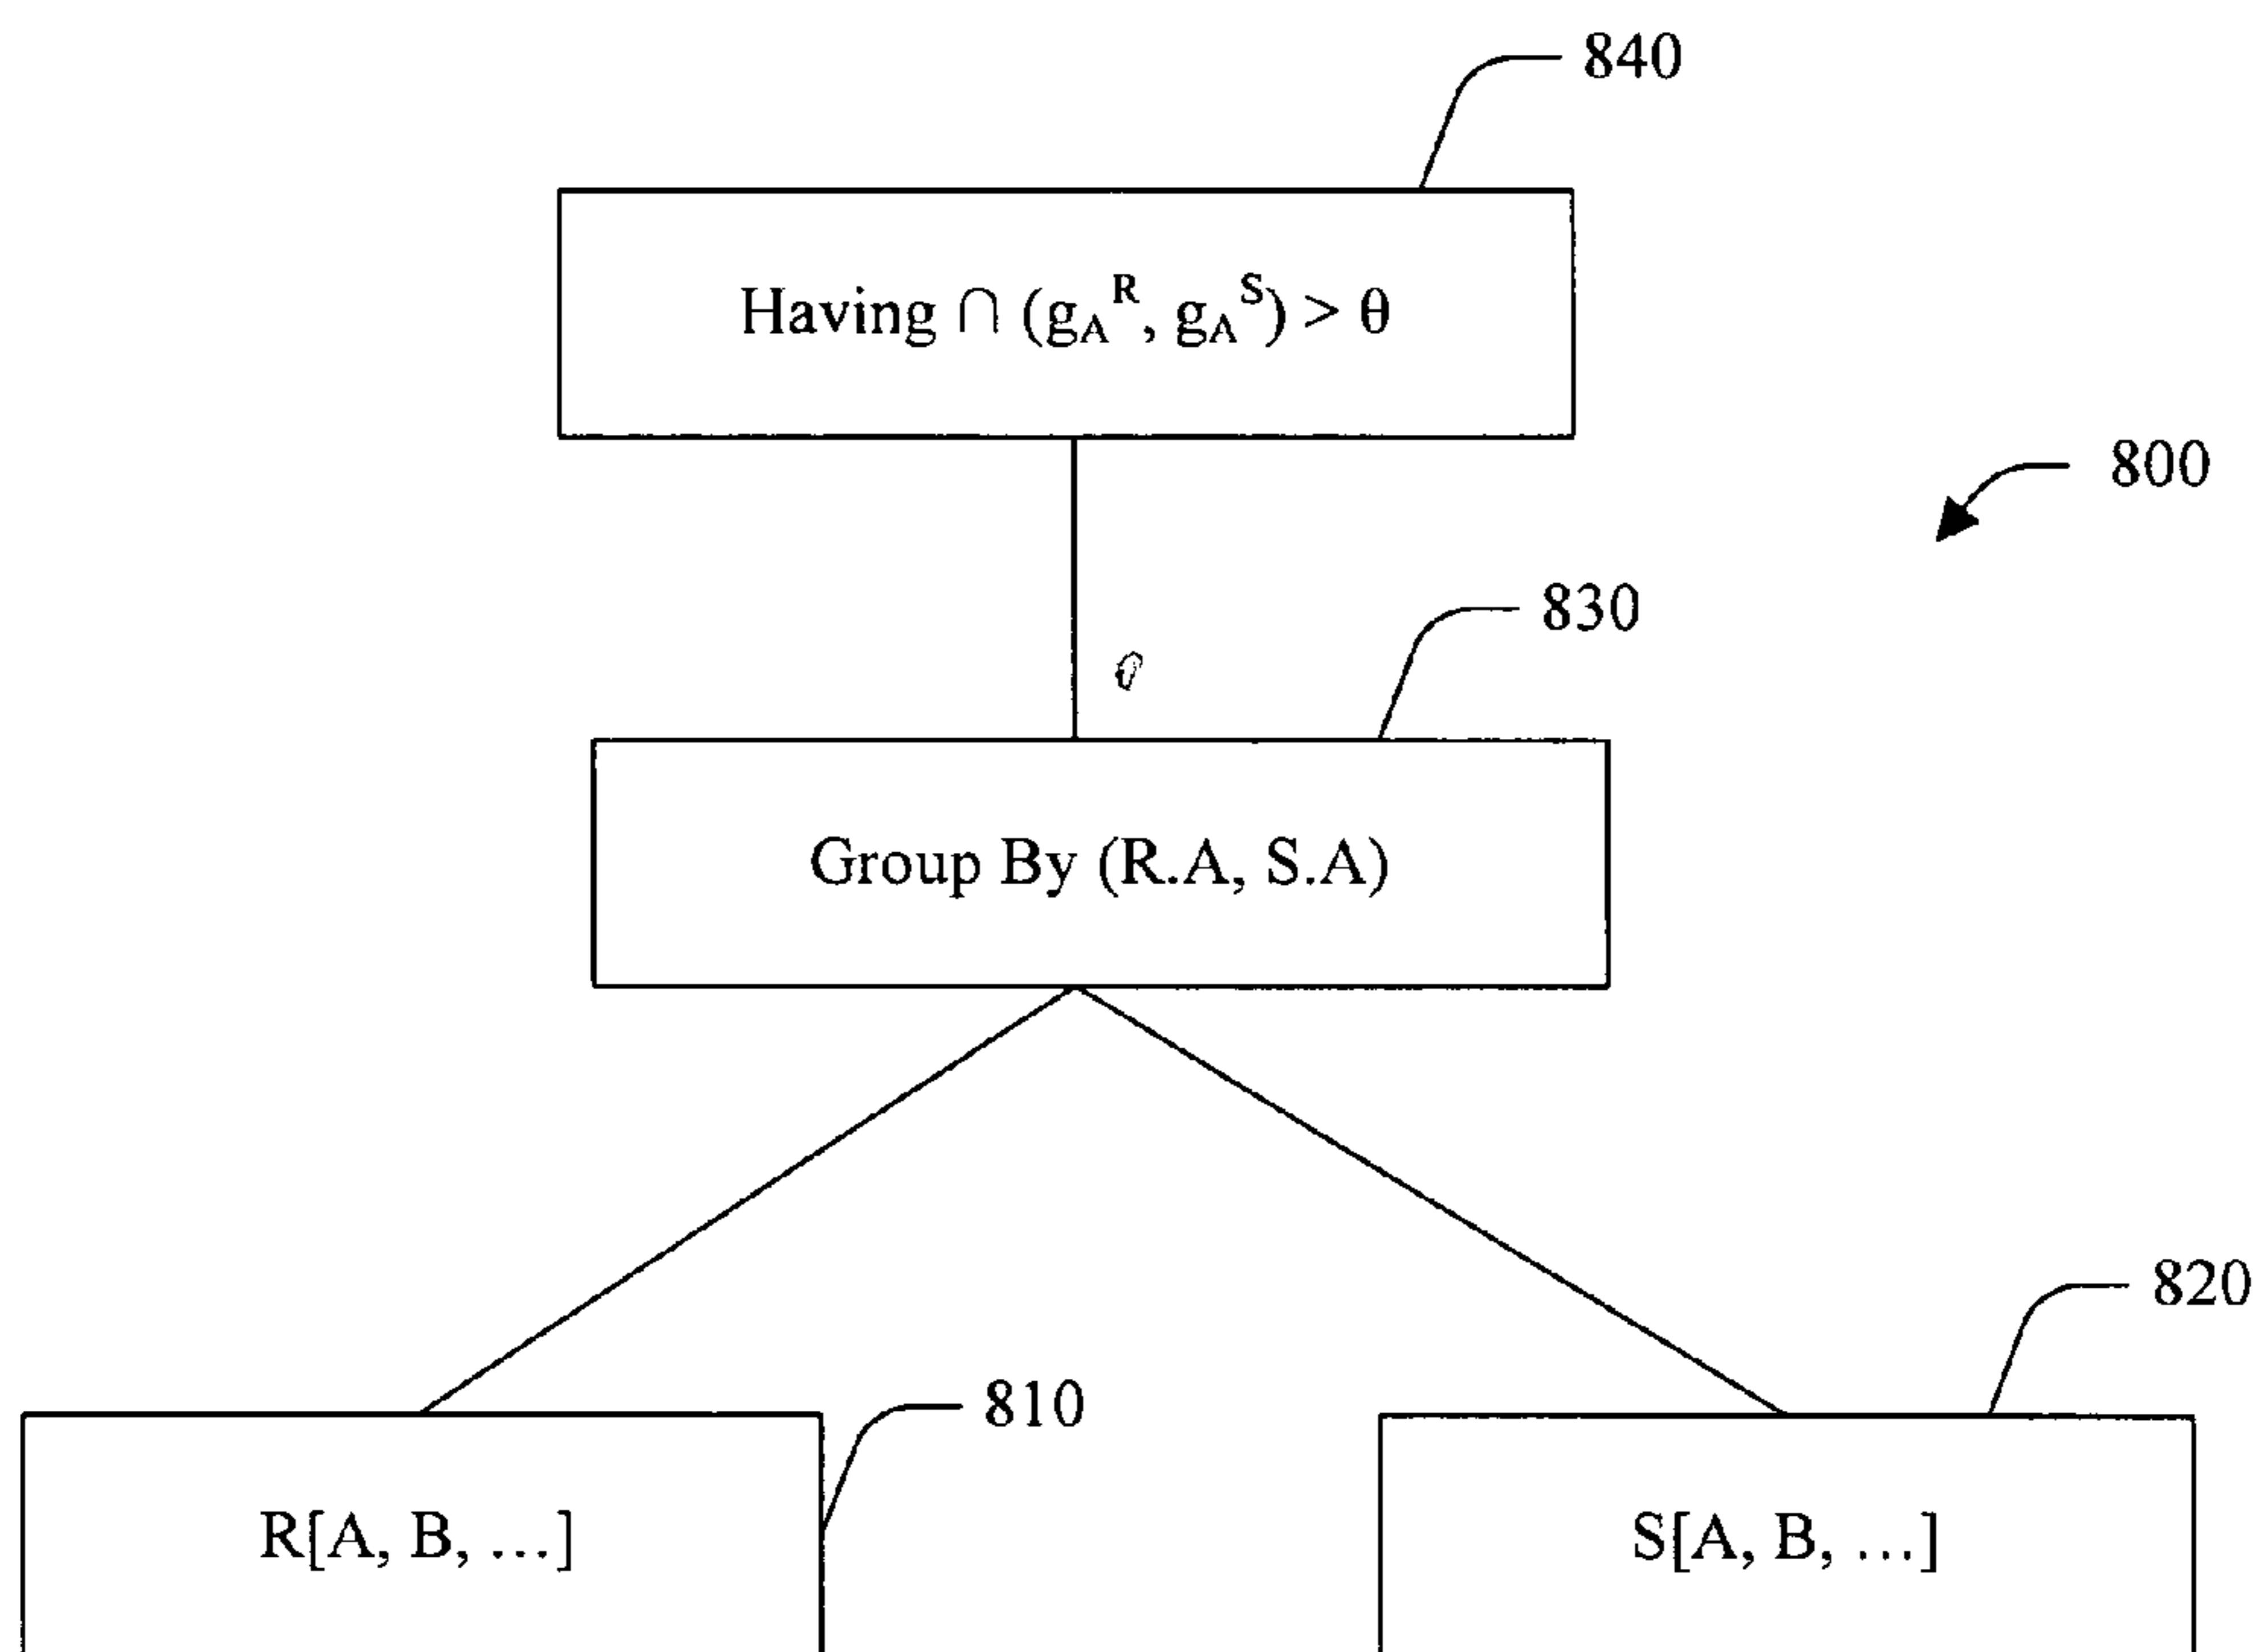 840
Having ∩ (g_A^R, g_A^S) > θ
800
830
Group By (R.A, S.A)
820
810
R[A, B, ...]
S[A, B, ...]